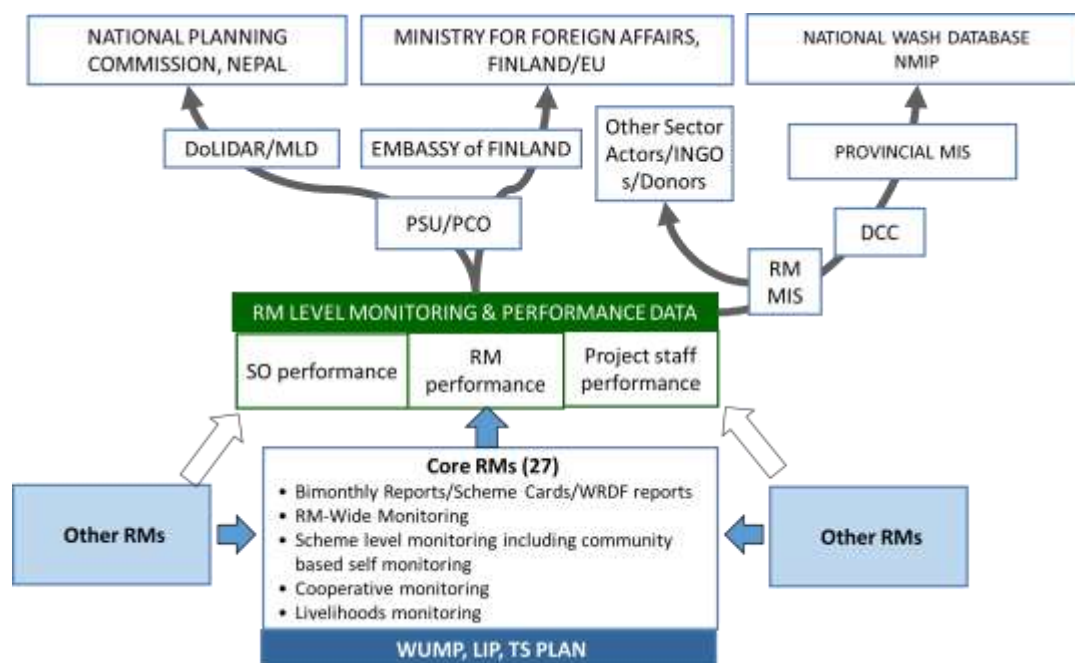 NATIONAL PLANNING
COMMISSION, NEPAL
MINISTRY FOR FOREIGN AFFAIRS,
FINLAND/EU
NATIONAL WASH DATABASE
NMIP
DoLIDAR/MLD
EMBASSY of FINLAND
Other Sector
Actors/INGO
s/Donors
PROVINCIAL MIS
PSU/PCO
DCC
RM
MIS
RM LEVEL MONITORING & PERFORMANCE DATA
SO performance
RM
performance
Project staff
performance
Core RMs (27)
• Bimonthly Reports/Scheme Cards/WRDF reports
• RM-Wide Monitoring
• Scheme level monitoring including community
based self monitoring
• Cooperative monitoring
• Livelihoods monitoring
Other RMs
Other RMs
WUMP, LIP, TS PLAN